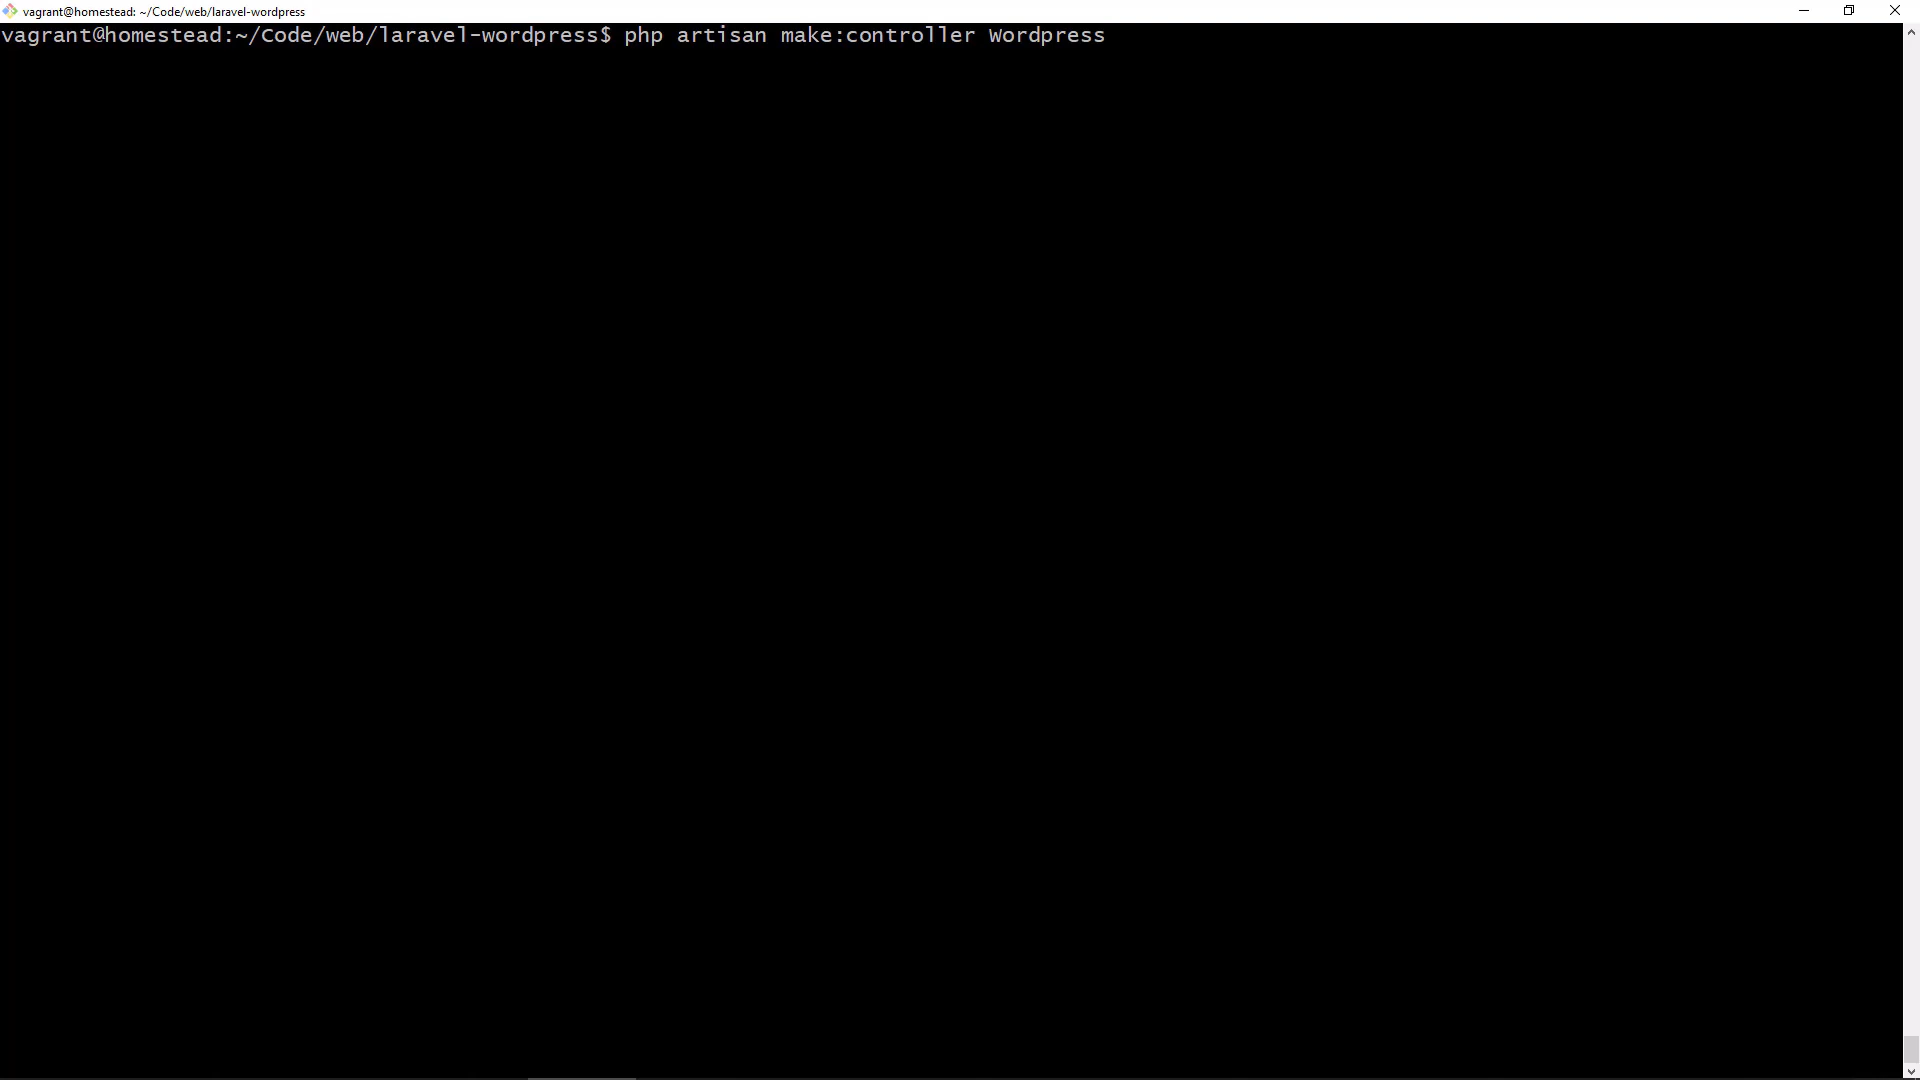 vagrant@homestead: ~/Code/web/laravel-wordpress
vagrant@homestead:~/Code/web/laravel-wordpress$ php artisan make:controller Wordpress